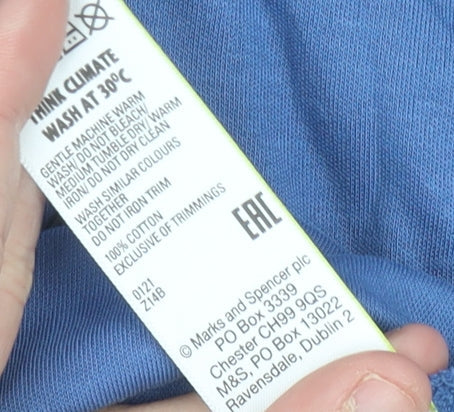 THINK CLIMATE
WASH AT 30°C
GENTLE MACHINE WARM
WASH/ DO NOT BLEACH/
MEDIUM TUMBLE DRY/ WARM
IRON/ DO NOT DRY CLEAN
WASH SIMILAR COLOURS
TOGETHER
DO NOT IRON TRIM
100% COTTON
EXCLUSIVE OF TRIMMINGS
EAC
0121
Z14B
© Marks and Spencer plc
PO Box 3339
Chester CH99 9QS
M&S, PO Box 13022
Ravensdale, Dublin 2